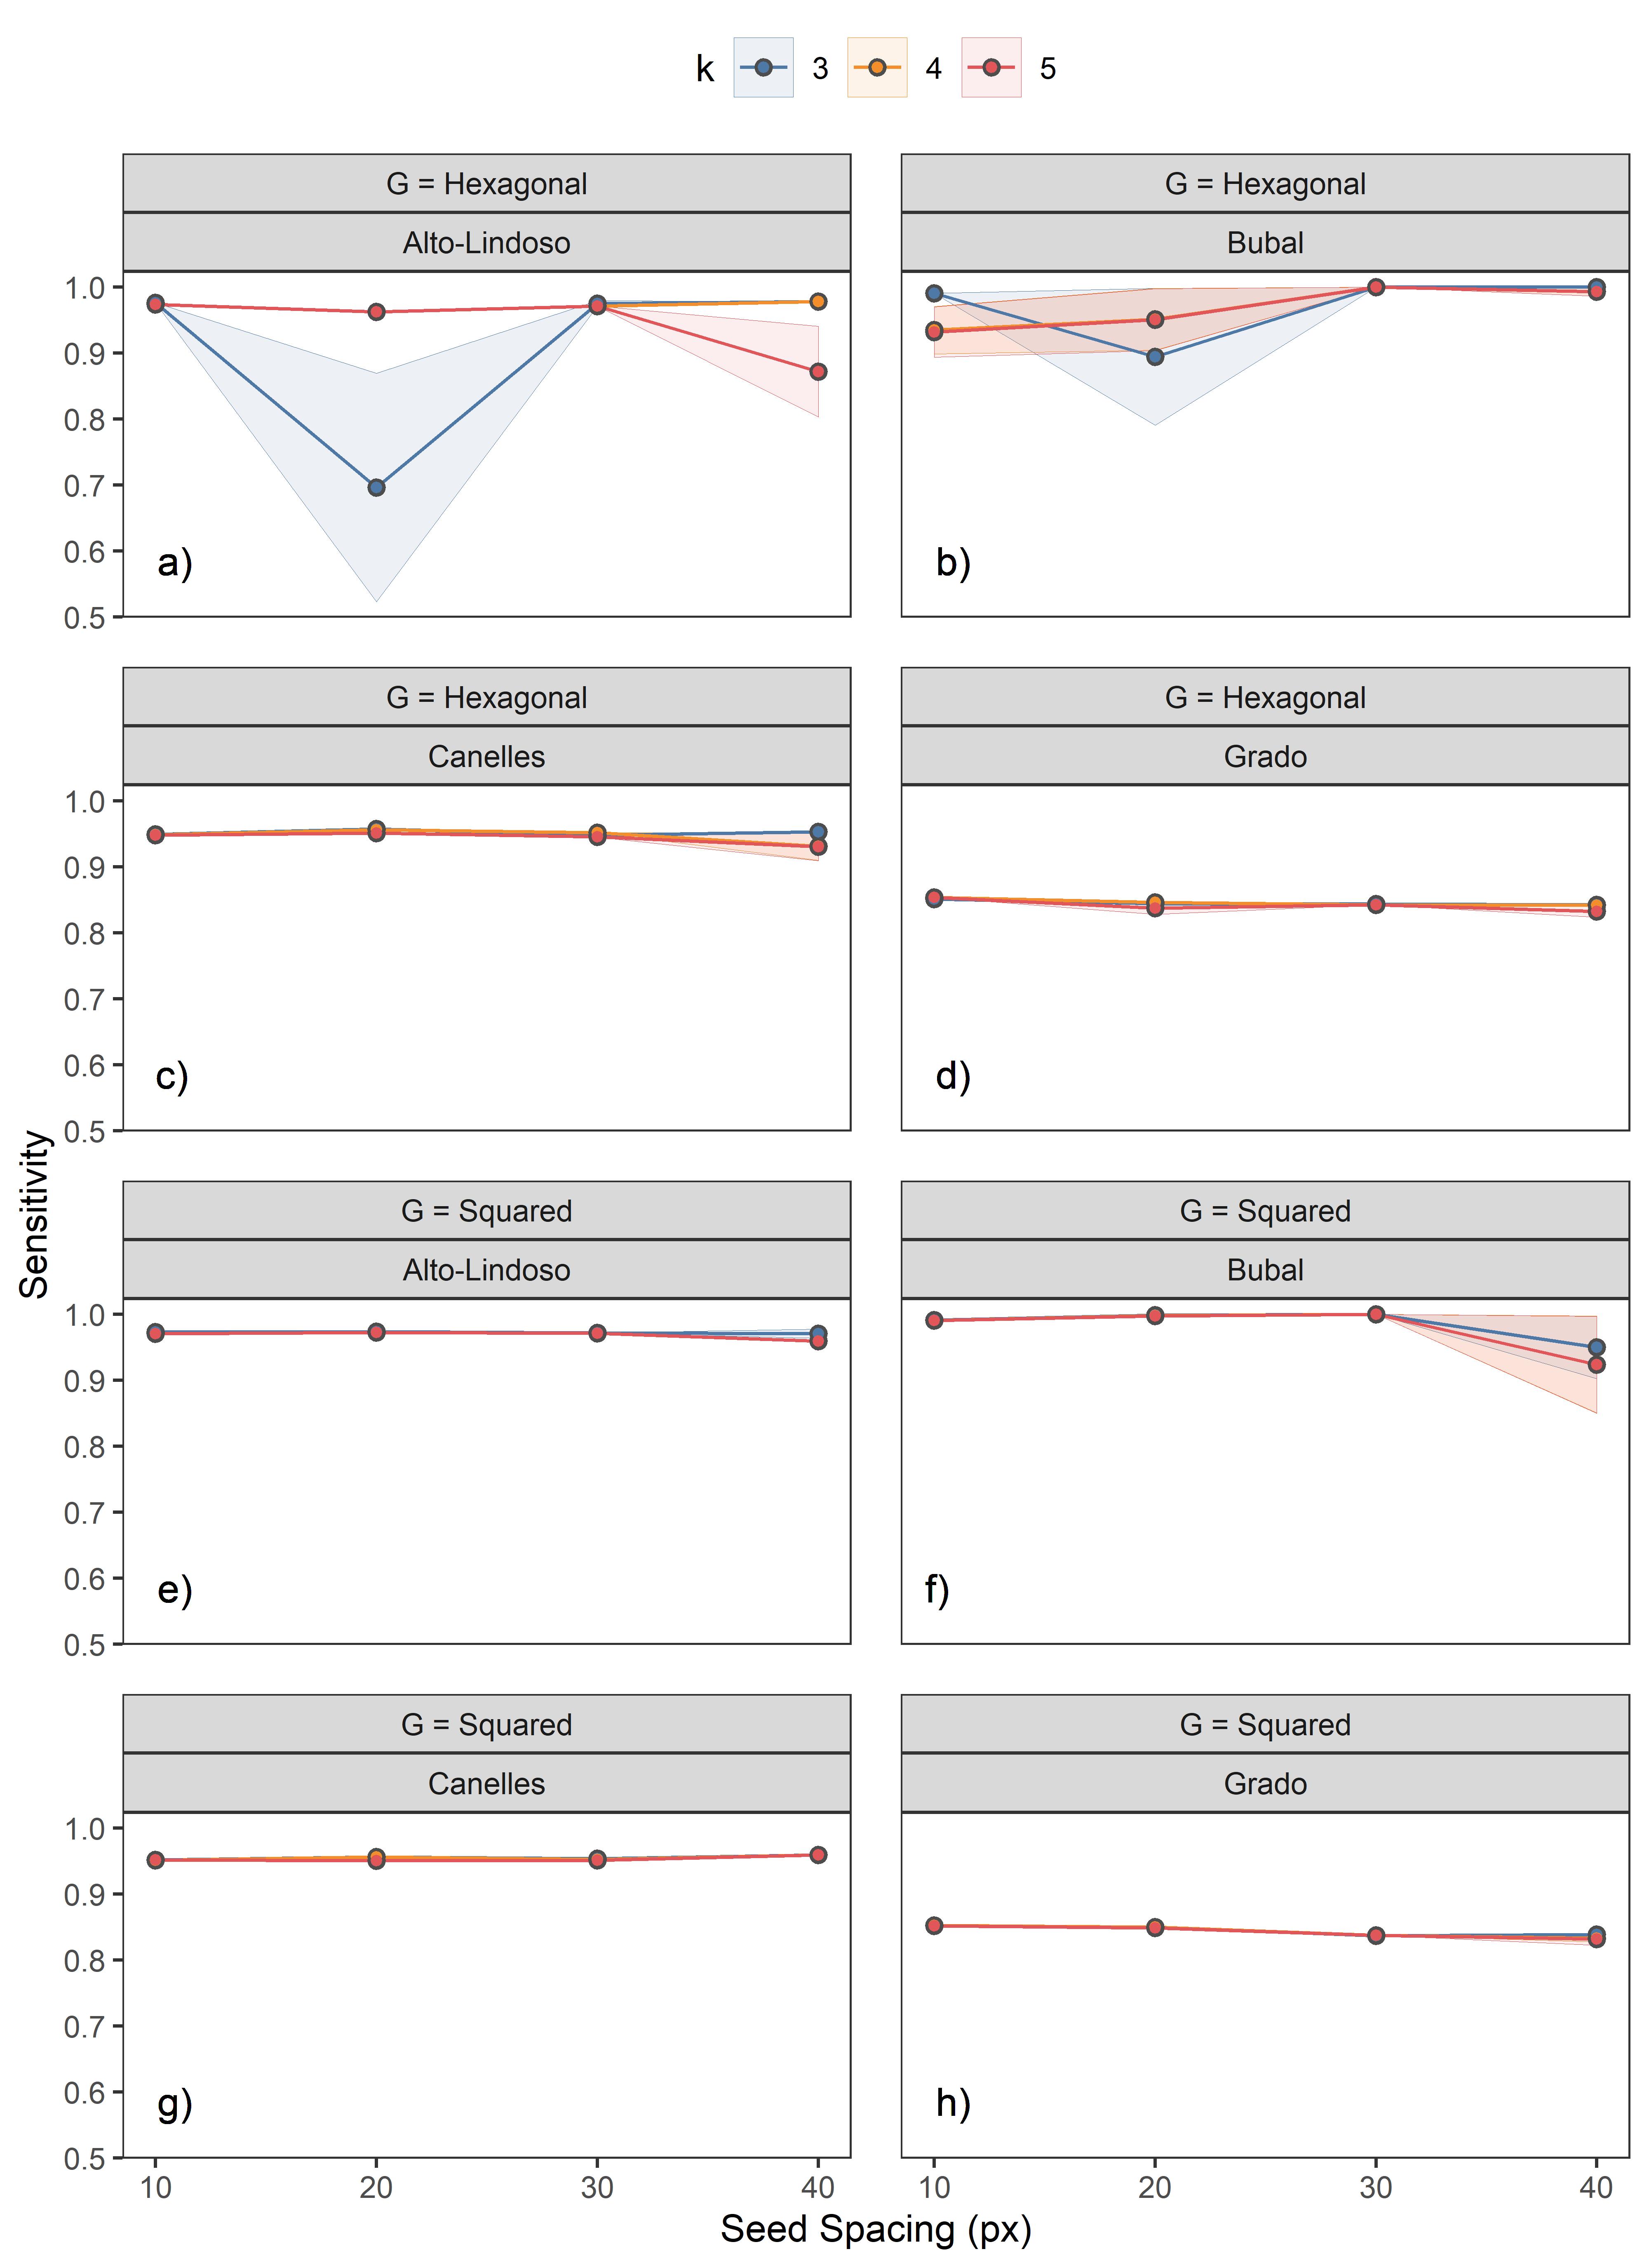 k 3 4 5
G = Hexagonal G = Hexagonal
Alto-Lindoso Bubal
1.0
0.9
0.8
0.7
0.6
0.5
a) b)
G = Hexagonal G = Hexagonal
Canelles Grado
1.0
0.9
0.8
0.7
0.6
0.5
c) d)
Sensitivity
G = Squared G = Squared
Alto-Lindoso Bubal
1.0
0.9
0.8
0.7
0.6
0.5
e) f)
G = Squared G = Squared
Canelles Grado
1.0
0.9
0.8
0.7
0.6
0.5
g) h)
10 20 30 40 10 20 30 40
Seed Spacing (px)